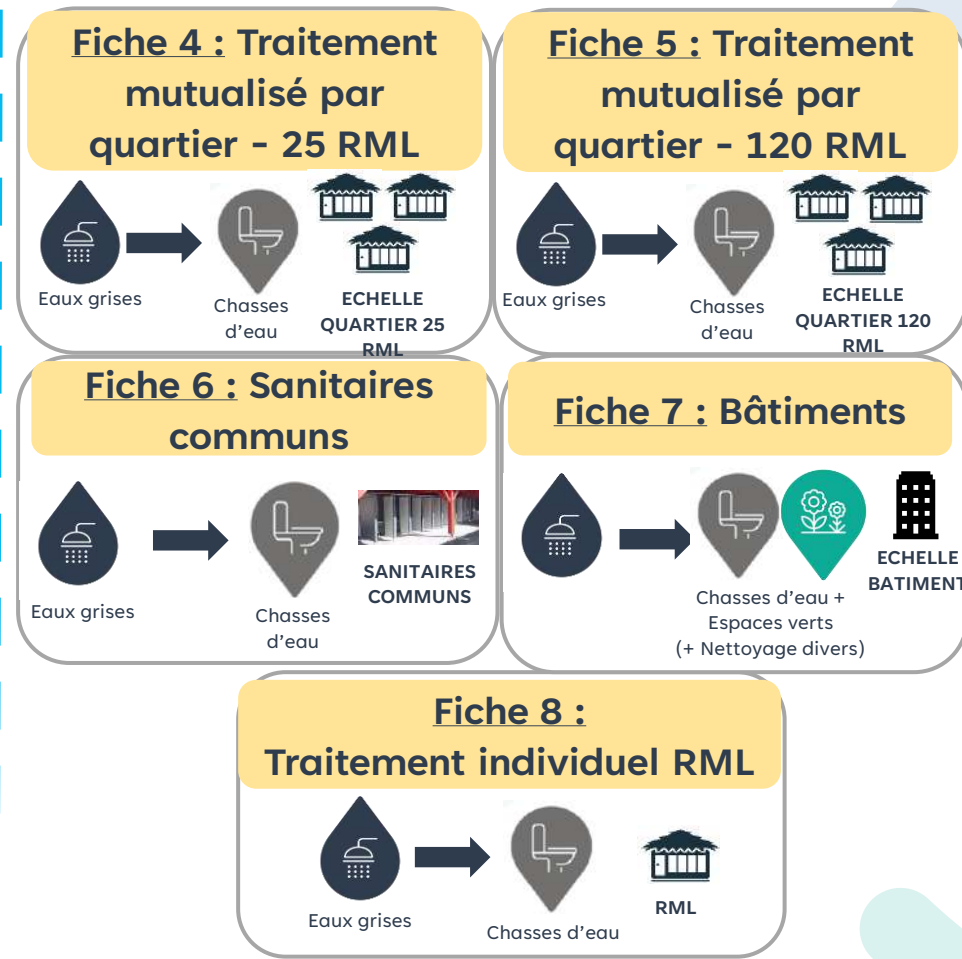 Fiche 4 : Traitement
mutualisé par
quartier - 25 RML
Eaux grises
Chasses
d'eau
ECHELLE
QUARTIER 25
RML
Fiche 5 : Traitement
mutualisé par
quartier - 120 RML
Eaux grises
Chasses
d'eau
ECHELLE
QUARTIER 120
RML
Fiche 6 : Sanitaires
communs
Eaux grises
Chasses
d'eau
SANITAIRES
COMMUNS
Fiche 7 : Bâtiments
Chasses d'eau +
Espaces verts
(+ Nettoyage divers)
ECHELLE
BATIMENT
Fiche 8 :
Traitement individuel RML
Eaux grises
Chasses d'eau
RML